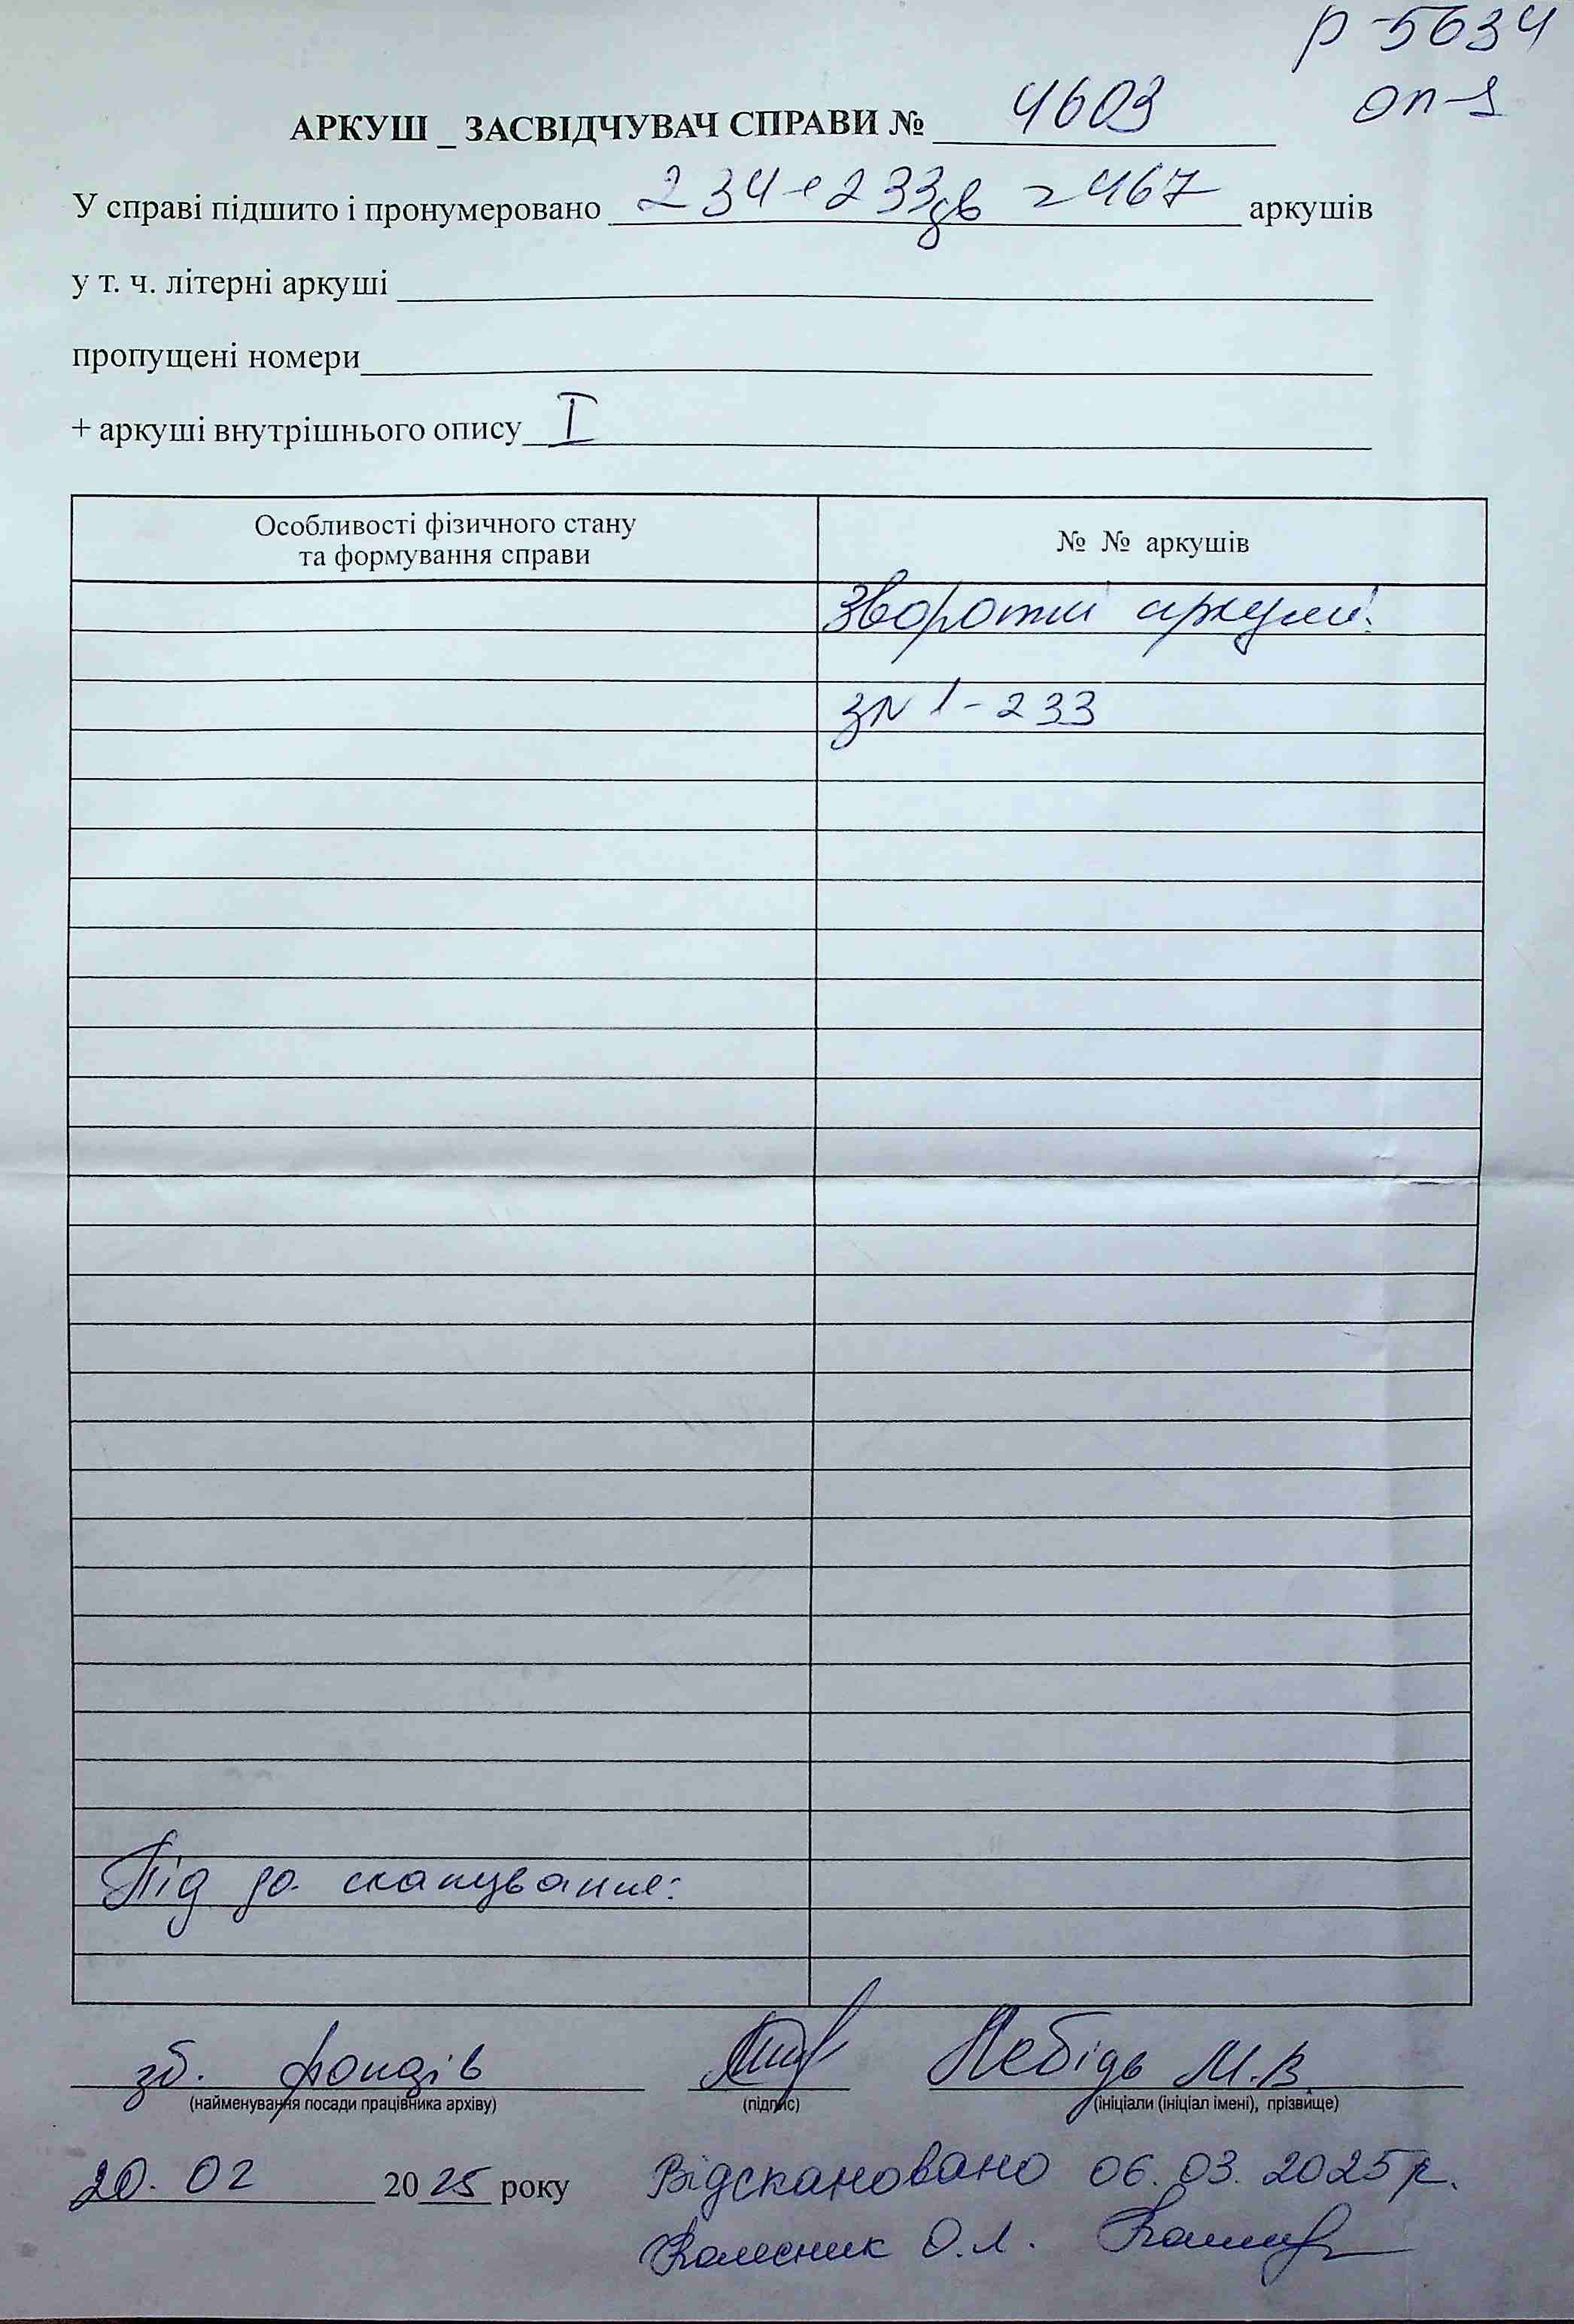 р-5634
оп-1
АРКУШ _ ЗАСВІДЧУВАЧ СПРАВИ № 4603
У справі підшито і пронумеровано 234+233зв = 467 аркушів
у т. ч. літерні аркуші
пропущені номери
+ аркуші внутрішнього опису I
Особливості фізичного стану
та формування справи
№ № аркушів
Зворотні аркуші:
з № 1-233
Під до сканування:
зб. фондів
Лебідь М.В.
(найменування посади працівника архіву)
(підпис)
(ініціали (ініціал імені), прізвище)
20.02 2025 року
Відскановано 06.03.2025 р.
Колесник О.Л.